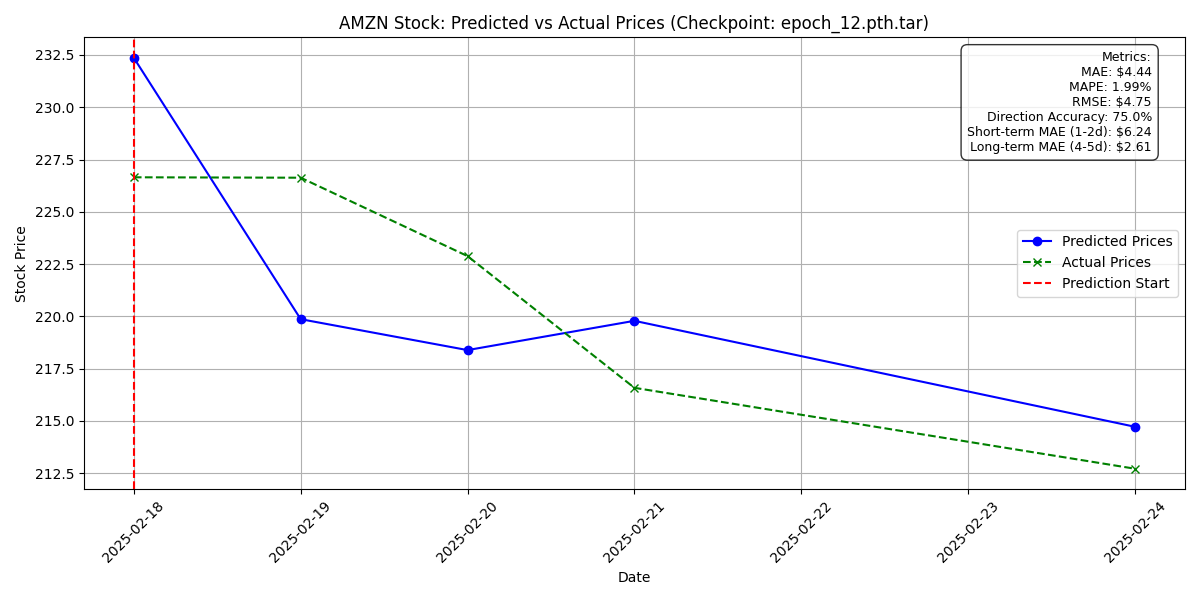 AMZN Stock: Predicted vs Actual Prices (Checkpoint: epoch_12.pth.tar)
Metrics:
MAE: $4.44
MAPE: 1.99%
RMSE: $4.75
Direction Accuracy: 75.0%
Short-term MAE (1-2d): $6.24
Long-term MAE (4-5d): $2.61
Predicted Prices
Actual Prices
Prediction Start
Stock Price
232.5
230.0
227.5
225.0
222.5
220.0
217.5
215.0
212.5
2025-02-18
2025-02-19
2025-02-20
2025-02-21
2025-02-22
2025-02-23
2025-02-24
Date